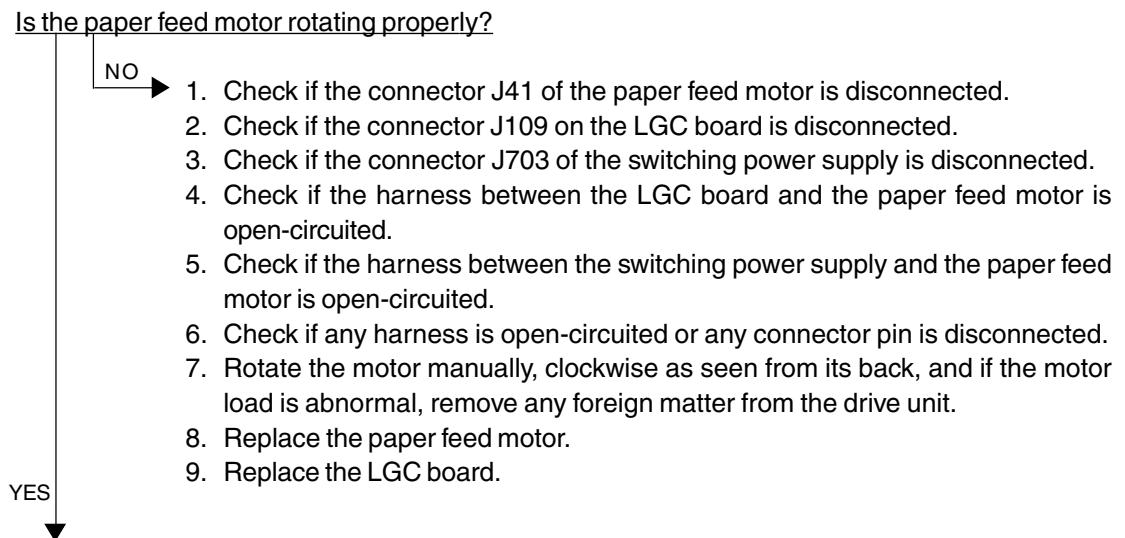 Is the paper feed motor rotating properly?
NO
1. Check if the connector J41 of the paper feed motor is disconnected.
2. Check if the connector J109 on the LGC board is disconnected.
3. Check if the connector J703 of the switching power supply is disconnected.
4. Check if the harness between the LGC board and the paper feed motor is
open-circuited.
5. Check if the harness between the switching power supply and the paper feed
motor is open-circuited.
6. Check if any harness is open-circuited or any connector pin is disconnected.
7. Rotate the motor manually, clockwise as seen from its back, and if the motor
load is abnormal, remove any foreign matter from the drive unit.
8. Replace the paper feed motor.
9. Replace the LGC board.
YES